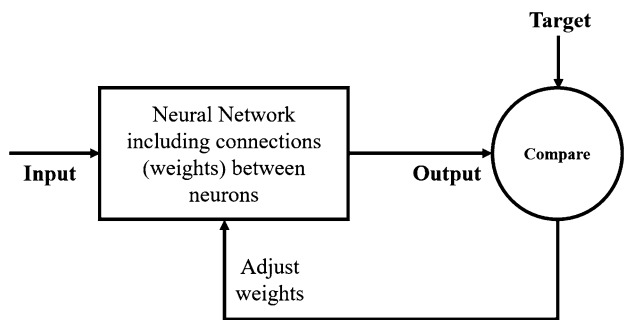 Target
Neural Network
including connections
(weights) between
neurons
Compare
Input
Output
Adjust
weights